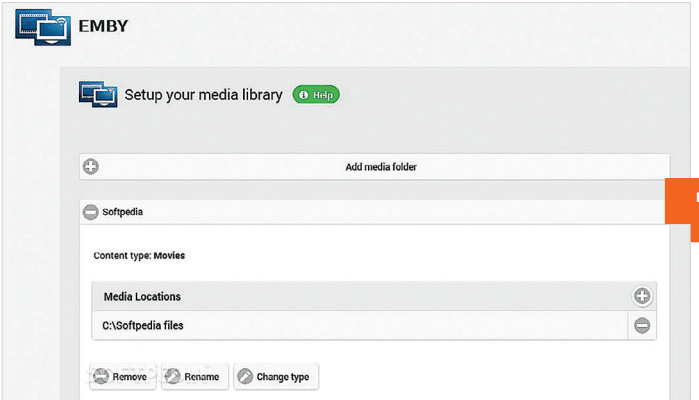 EMBY
Setup your media library Help
Add media folder
Softpedia
Content type: Movies
Media Locations
C:\Softpedia files
Remove Rename Change type